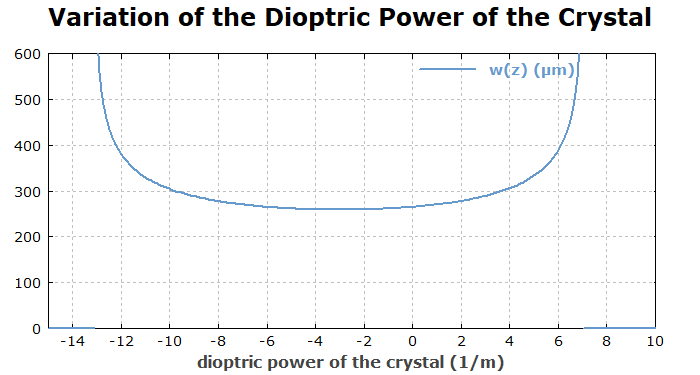 Variation of the Dioptric Power of the Crystal
600
w(z) (µm)
500
400
300
200
100
0
-14 -12 -10 -8 -6 -4 -2 0 2 4 6 8 10
dioptric power of the crystal (1/m)